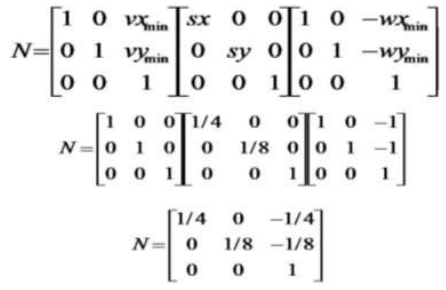 N=[1 0 vx_min; 0 1 vy_min; 0 0 1][sx 0 0; 0 sy 0; 0 0 1][1 0 -wx_min; 0 1 -wy_min; 0 0 1]
N=[1 0 0; 0 1 0; 0 0 1][1/4 0 0; 0 1/8 0; 0 0 1][1 0 -1; 0 1 -1; 0 0 1]
N=[1/4 0 -1/4; 0 1/8 -1/8; 0 0 1]